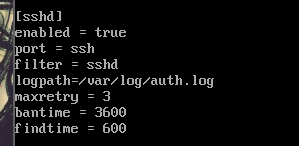 [sshd]
enabled = true
port = ssh
filter = sshd
logpath=/var/log/auth.log
maxretry = 3
bantime = 3600
findtime = 600